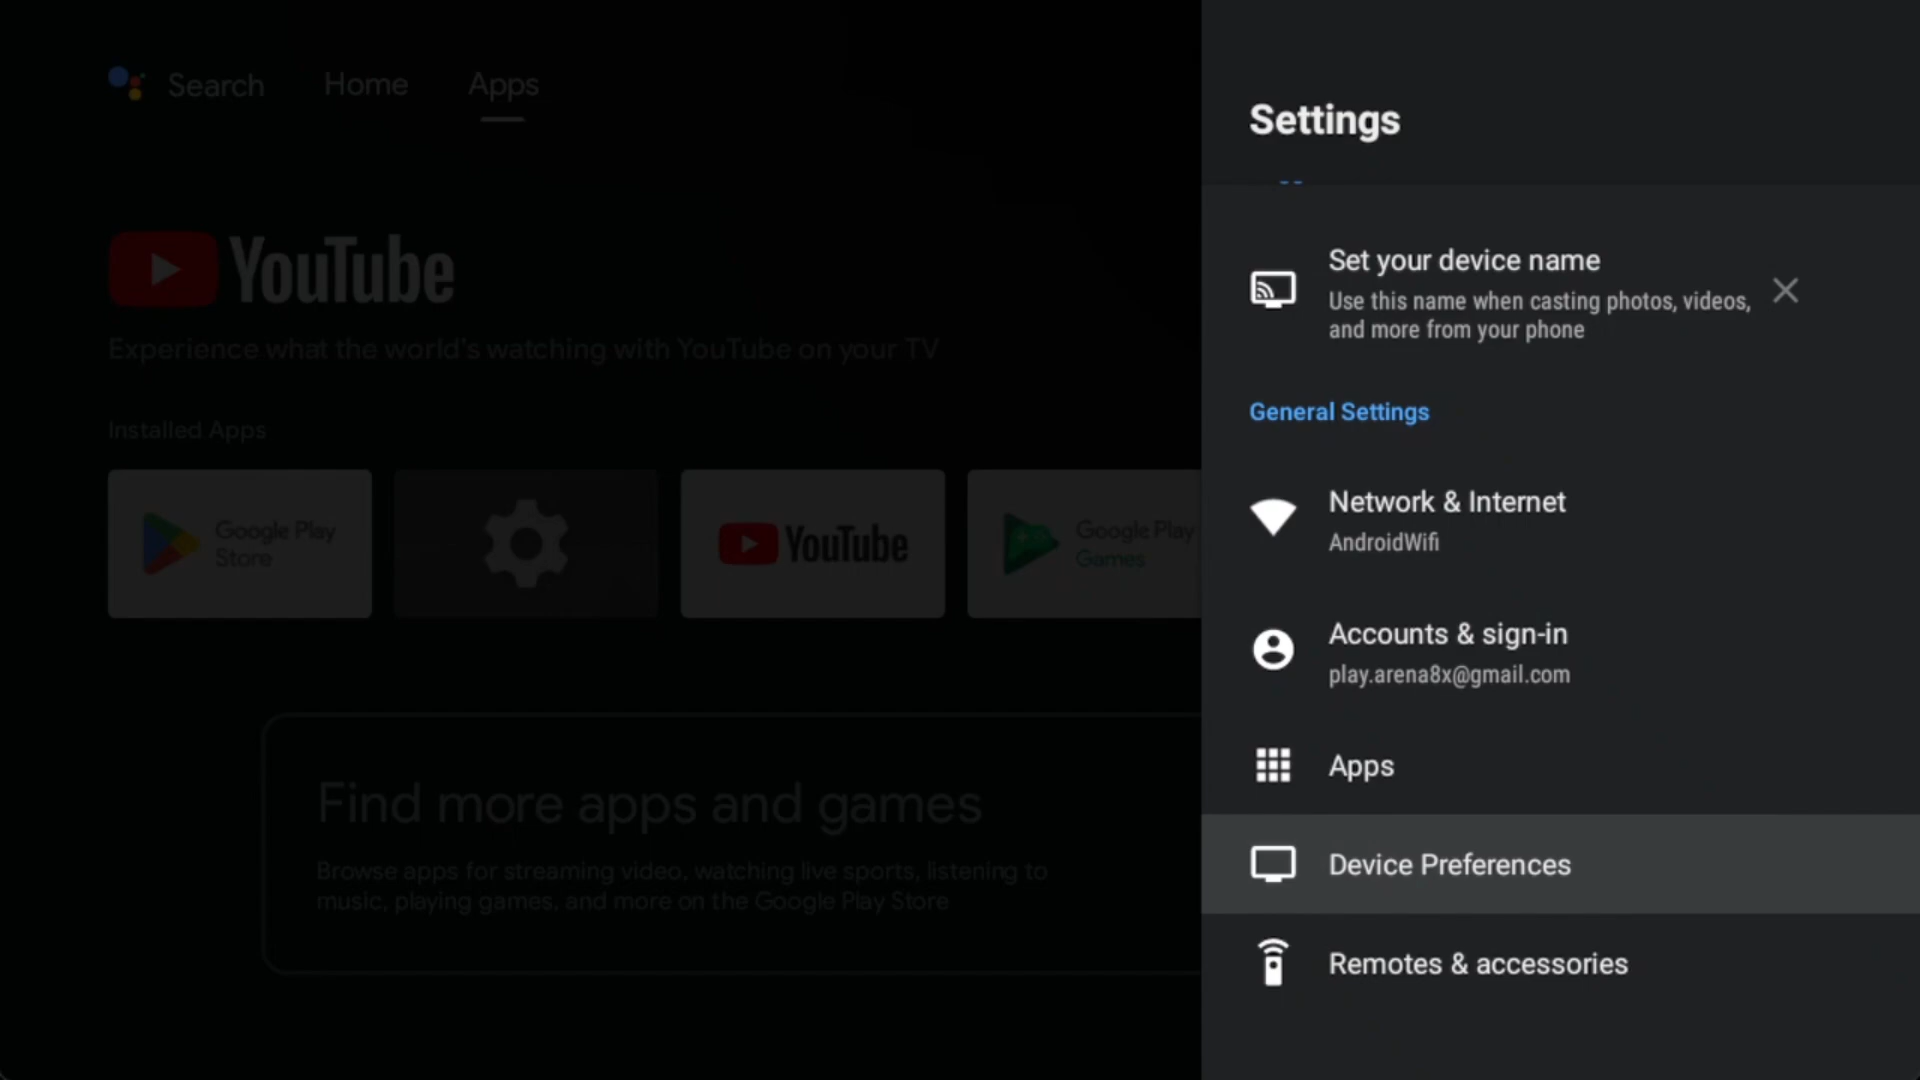 Search
Home
Apps
YouTube
Experience what the world's watching with YouTube on your TV
Installed Apps
Google Play
Store
YouTube
Google Play
Games
Find more apps and games
Browse apps for streaming video, watching live sports, listening to
music, playing games, and more on the Google Play Store
Settings
Set your device name
Use this name when casting photos, videos,
and more from your phone
General Settings
Network & Internet
AndroidWifi
Accounts & sign-in
play.arena8x@gmail.com
Apps
Device Preferences
Remotes & accessories